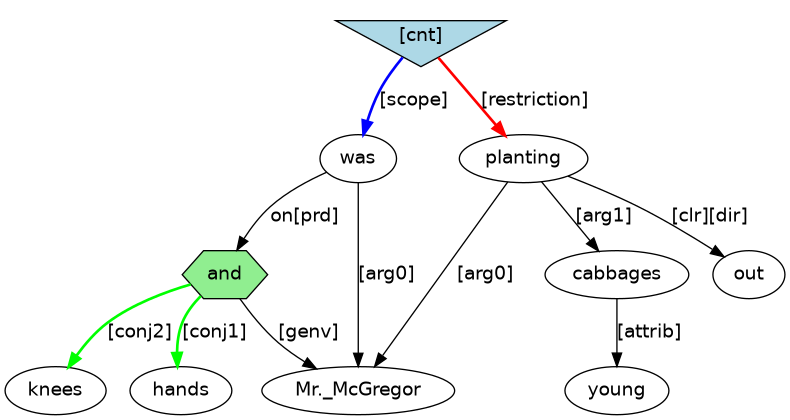 [cnt]
[scope]
[restriction]
was
planting
on[prd]
[arg0]
[arg0]
[arg1]
[clr][dir]
and
cabbages
out
[conj2]
[conj1]
[genv]
[attrib]
knees
hands
Mr._McGregor
young